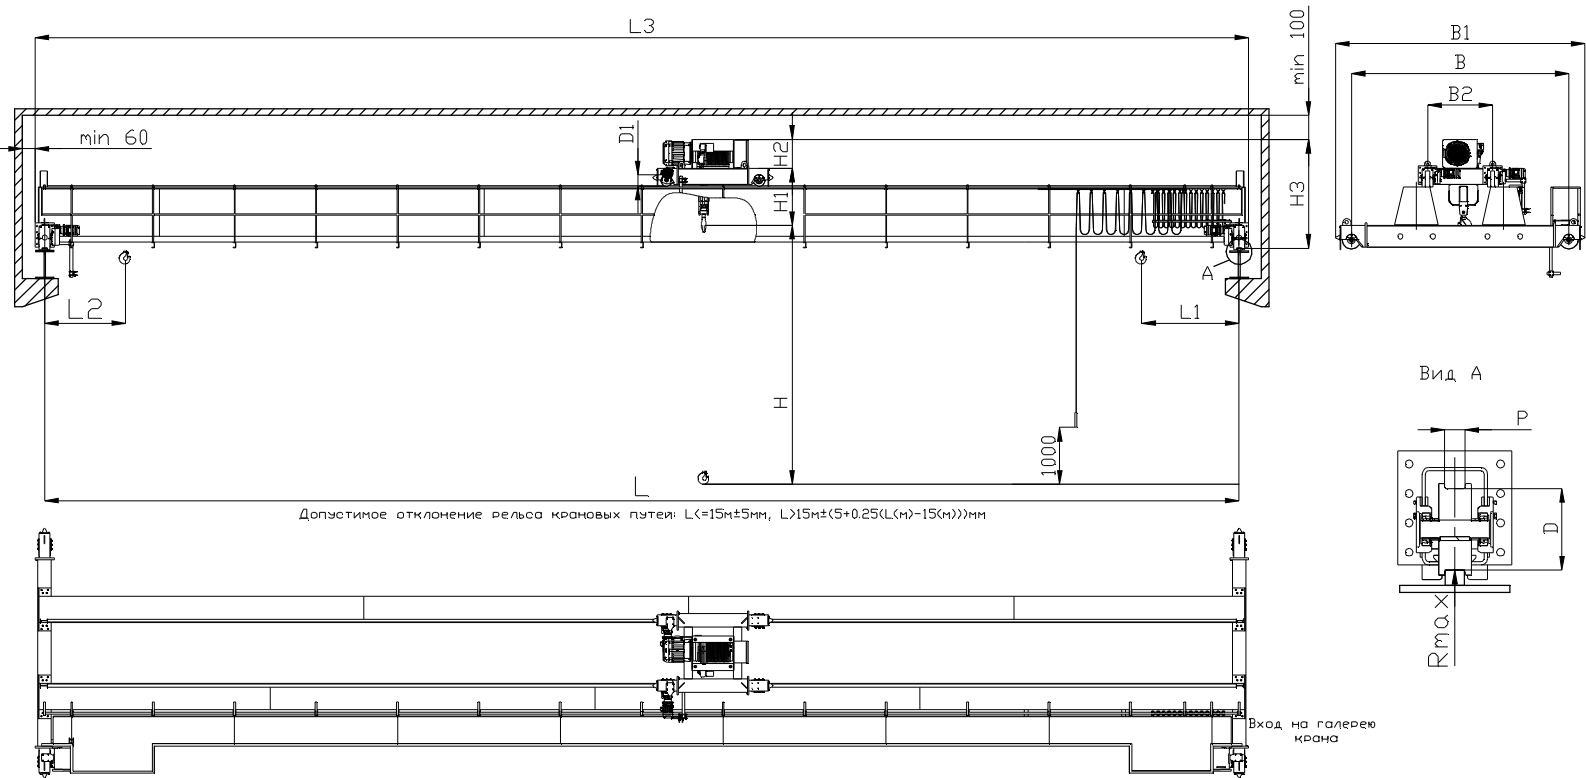 L3
min 100
B1
B
B2
min 60
D1
H2
H1
H3
A
L2
L1
H
1000
L
Допустимое отклонение рельса крановых путей: L<=15м±5мм, L>15м±(5+0.25(L(м)-15(м)))мм
Вид А
P
D
Rmax
Вход на галерею
крана